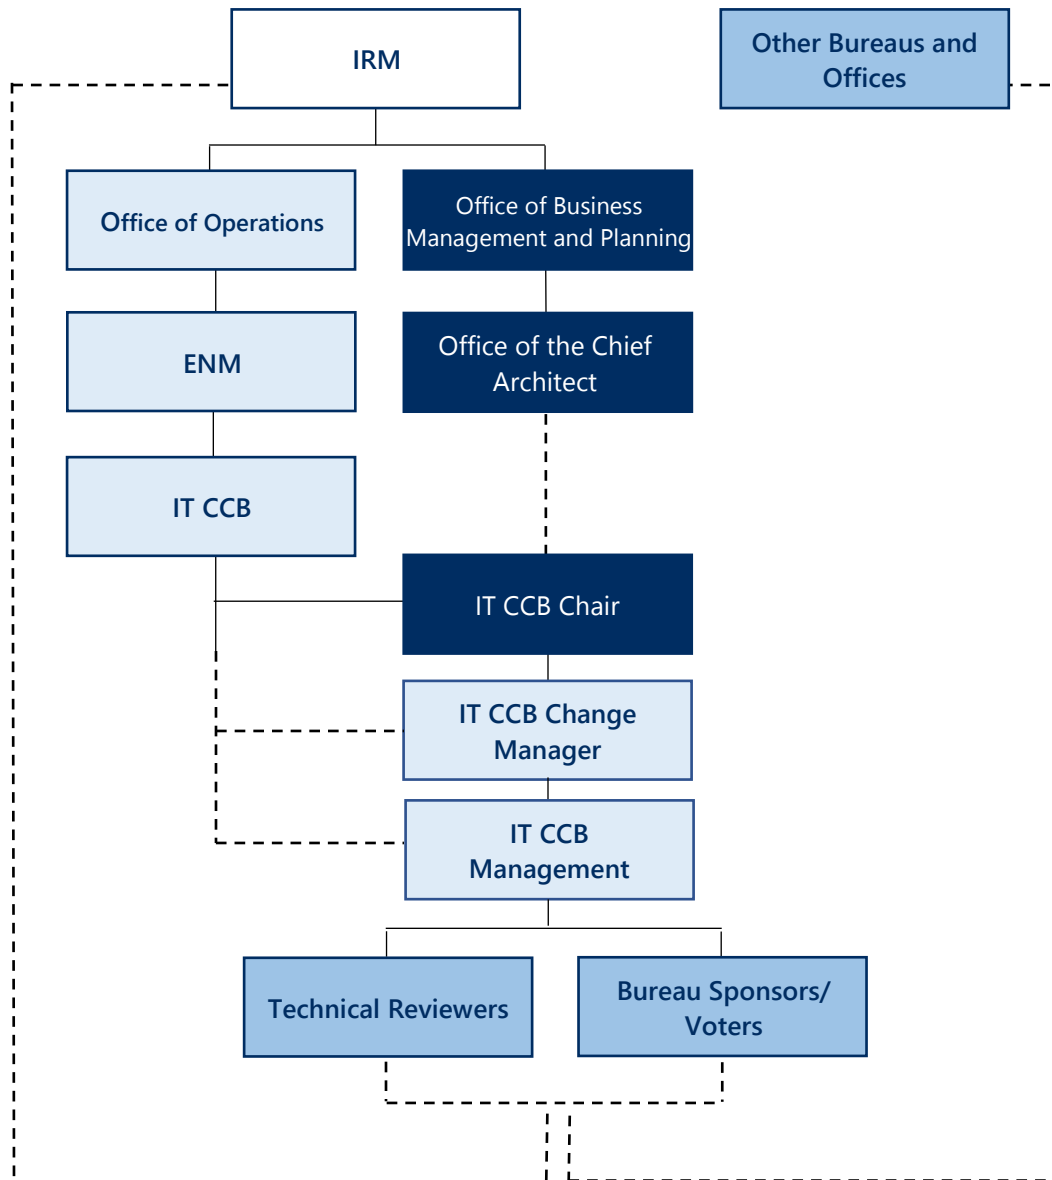 IRM
Other Bureaus and
Offices
Office of Operations
Office of Business
Management and Planning
ENM
Office of the Chief
Architect
IT CCB
IT CCB Chair
IT CCB Change
Manager
IT CCB
Management
Technical Reviewers
Bureau Sponsors/
Voters